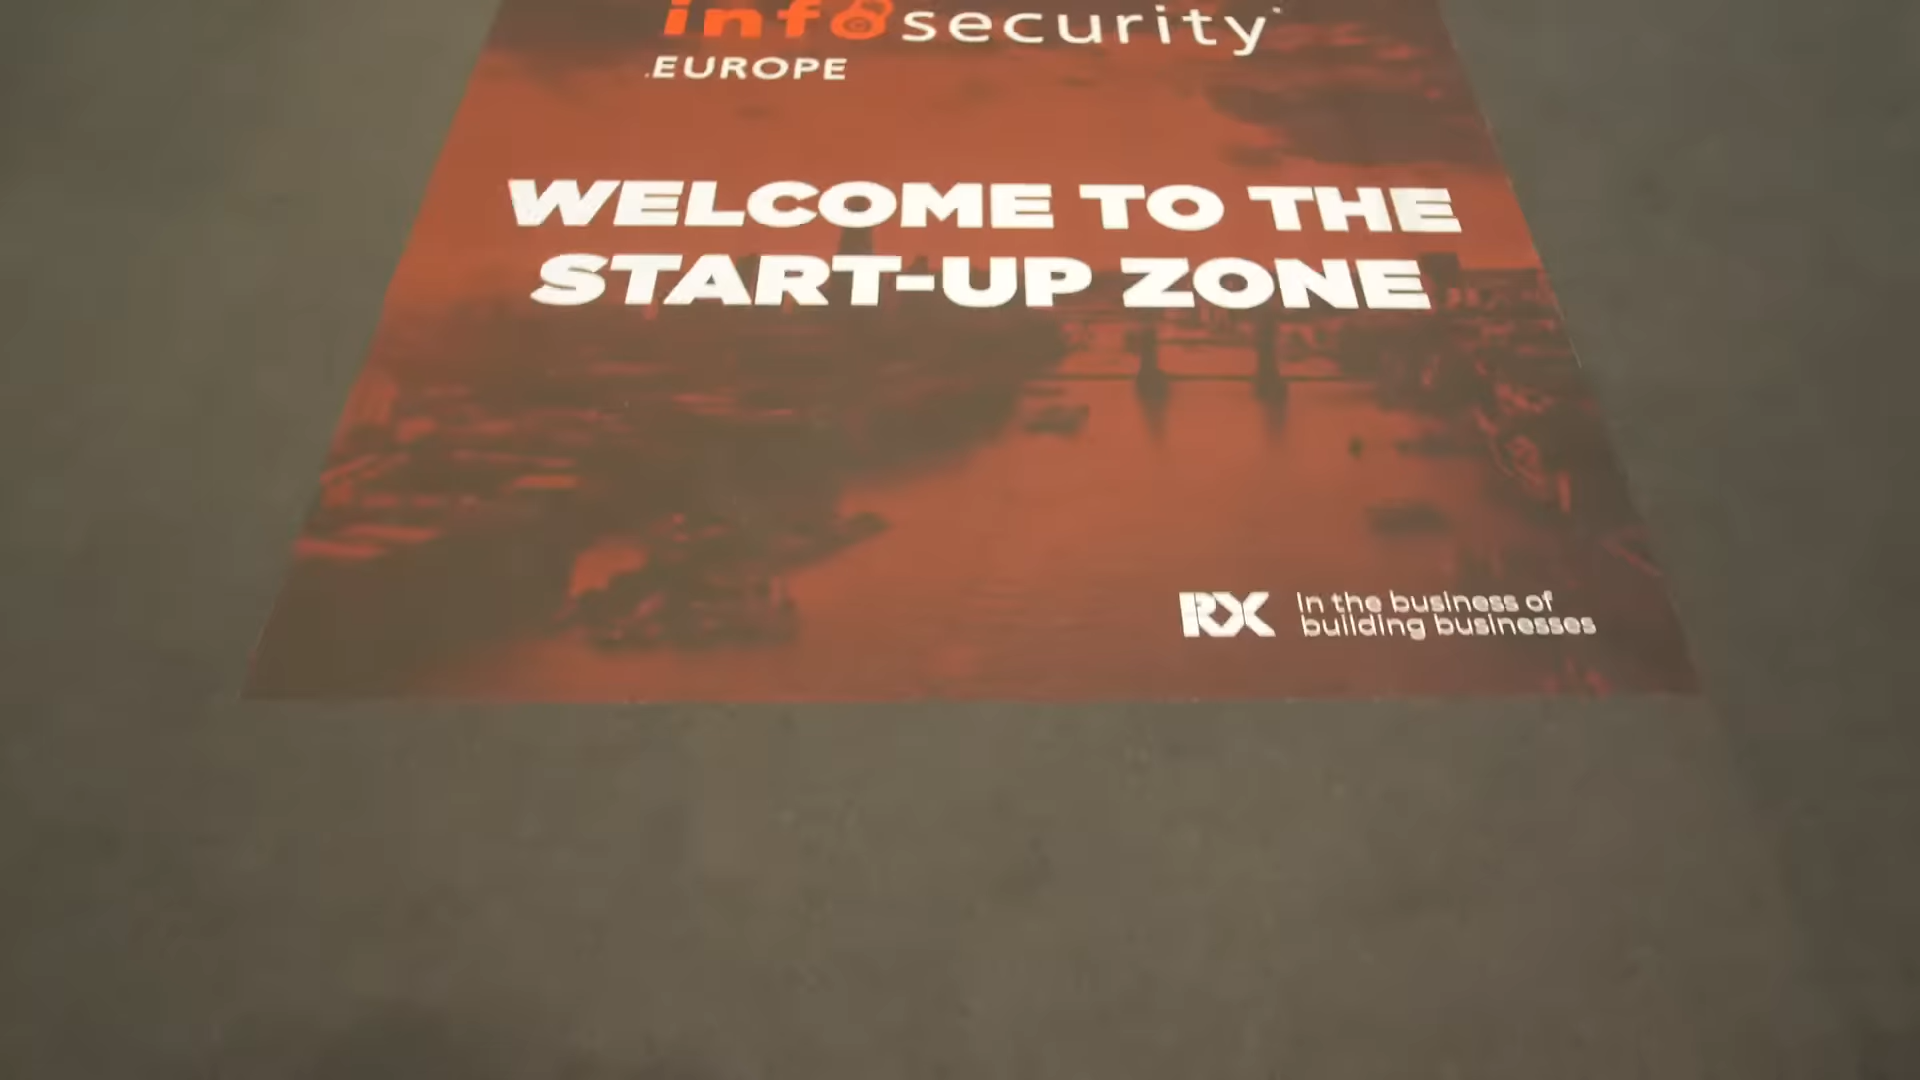 infosecurity
EUROPE
WELCOME TO THE
START-UP ZONE
RX
In the business of
building businesses